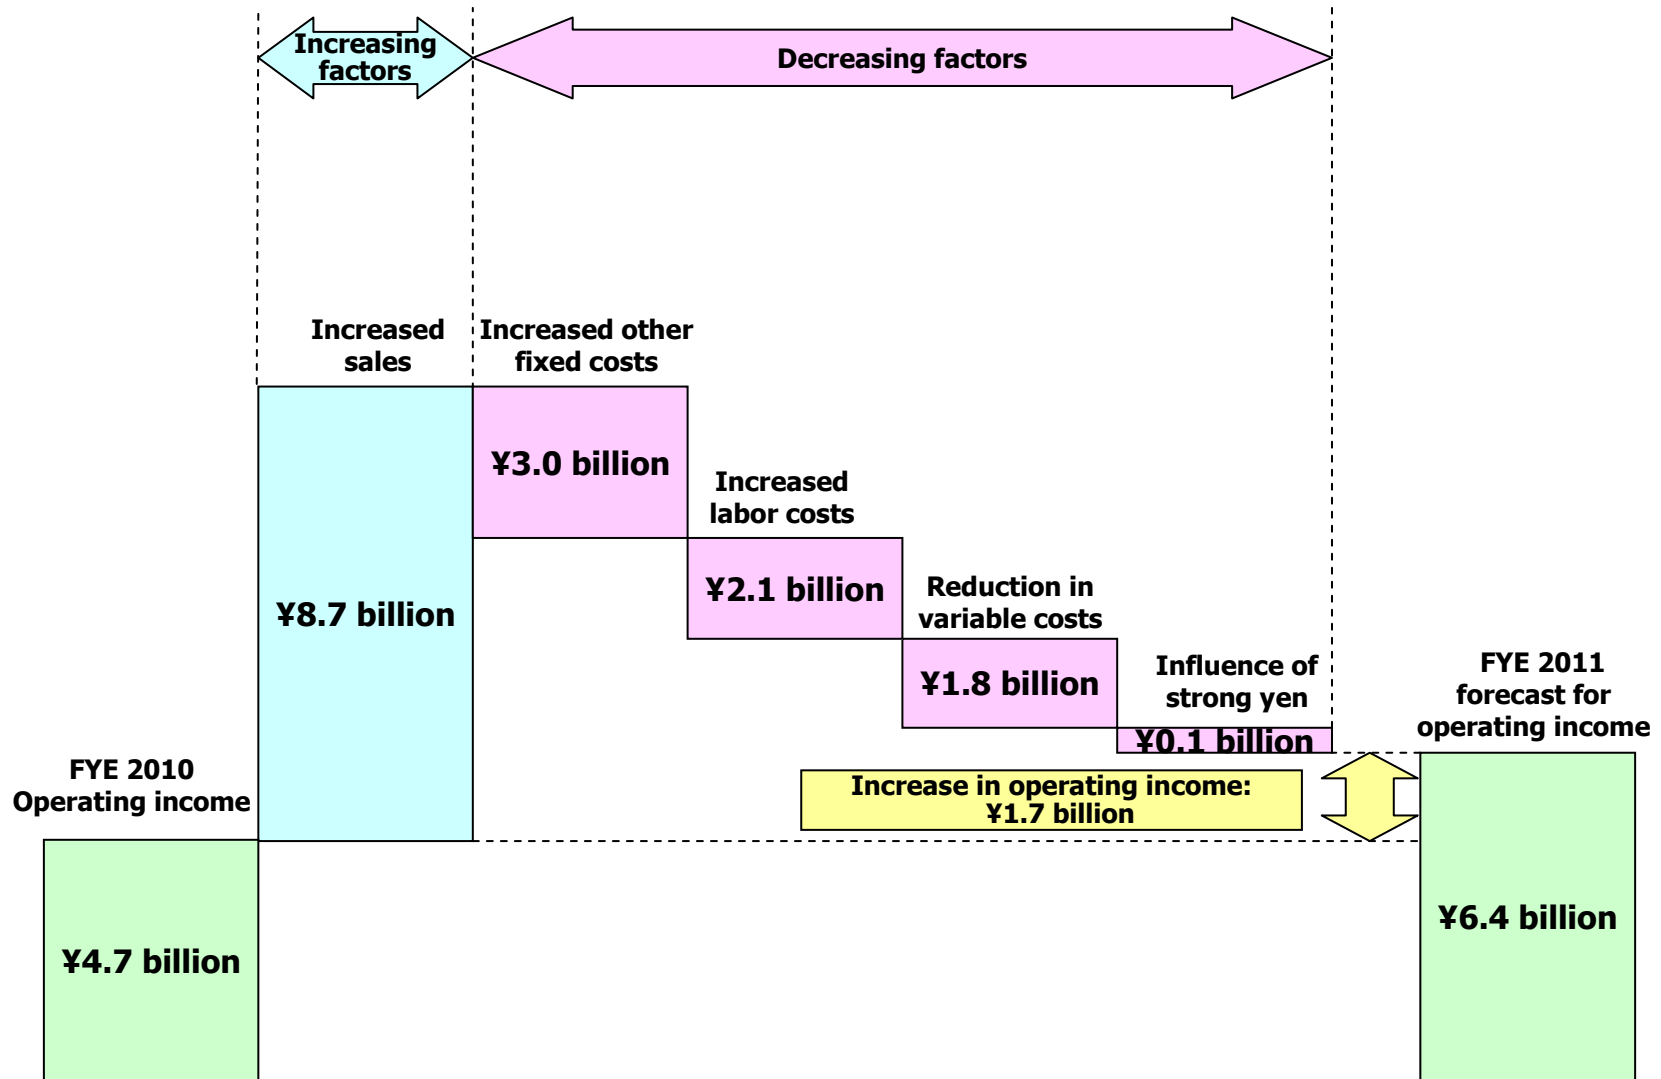 Increasing
factors
Decreasing factors
Increased
sales
Increased other
fixed costs
¥3.0 billion
Increased
labor costs
¥2.1 billion
¥8.7 billion
Reduction in
variable costs
¥1.8 billion
Influence of
strong yen
¥0.1 billion
FYE 2011
forecast for
operating income
FYE 2010
Operating income
Increase in operating income:
¥1.7 billion
¥6.4 billion
¥4.7 billion